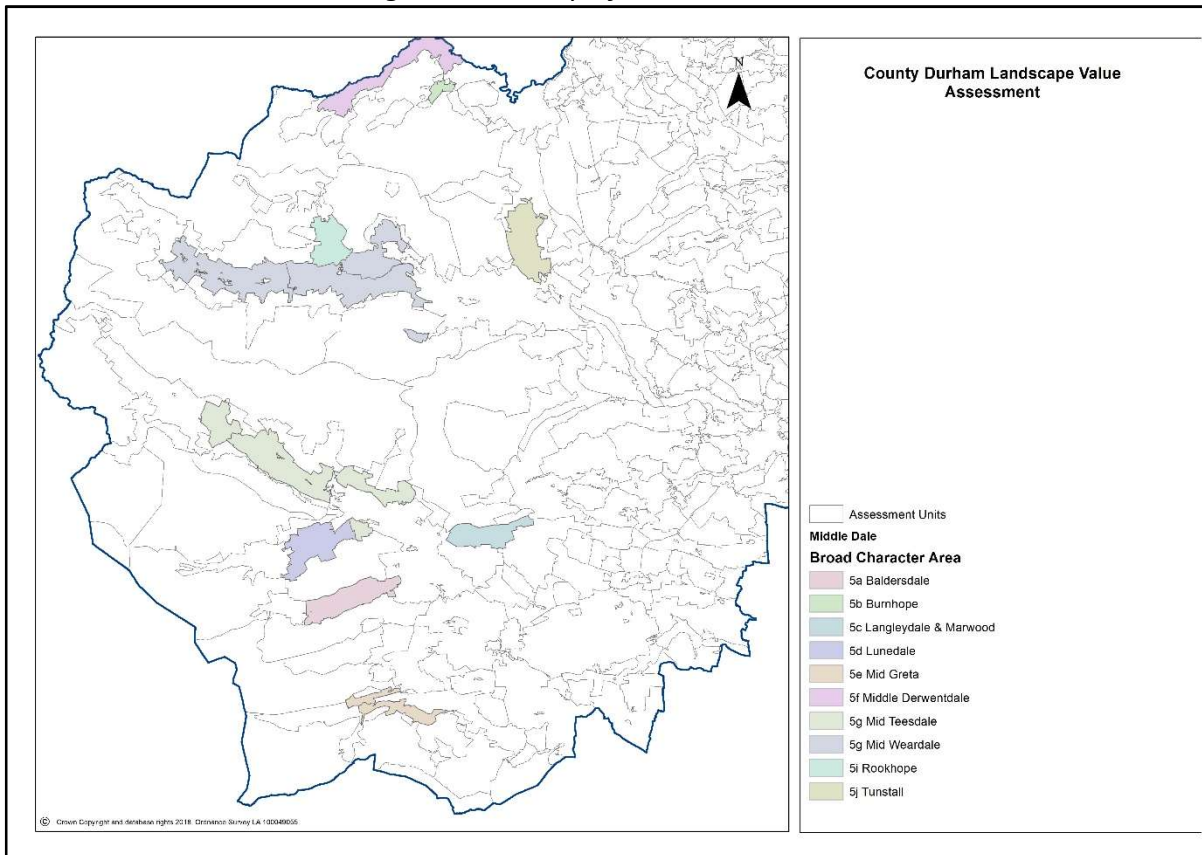 N
County Durham Landscape Value
Assessment
Assessment Units
Middle Dale
Broad Character Area
5a Baldersdale
5b Burnhope
5c Langleydale & Marwood
5d Lunedale
5e Mid Greta
5f Middle Derwentdale
5g Mid Teesdale
5g Mid Weardale
5i Rookhope
5j Tunstall
© Crown Copyright and database rights 2018. Ordnance Survey LA 100049055